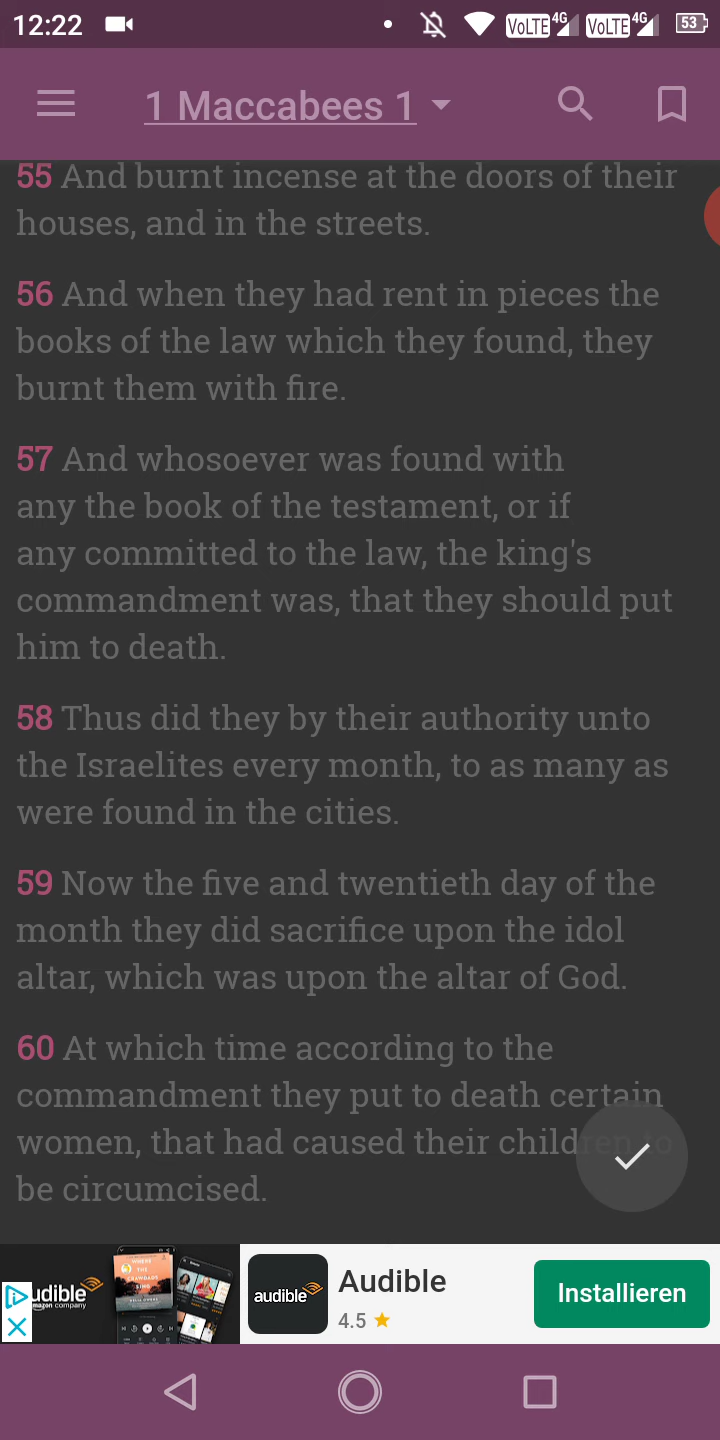 12:22
VoLTE 4G VoLTE 4G 53
1 Maccabees 1
55 And burnt incense at the doors of their
houses, and in the streets.
56 And when they had rent in pieces the
books of the law which they found, they
burnt them with fire.
57 And whosoever was found with
any the book of the testament, or if
any committed to the law, the king's
commandment was, that they should put
him to death.
58 Thus did they by their authority unto
the Israelites every month, to as many as
were found in the cities.
59 Now the five and twentieth day of the
month they did sacrifice upon the idol
altar, which was upon the altar of God.
60 At which time according to the
commandment they put to death certain
women, that had caused their children to
be circumcised.
udible
amazon company
WHERE
THE
CRAWDADS
SING
audible
Audible
4.5
Installieren